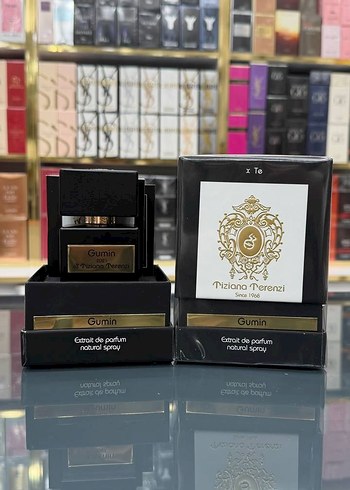 x Te
Gumin
Tiziana Terenzi
Tiziana Terenzi
Since 1968
Gumin
Extrait de parfum
natural spray
Gumin
Extrait de parfum
natural spray